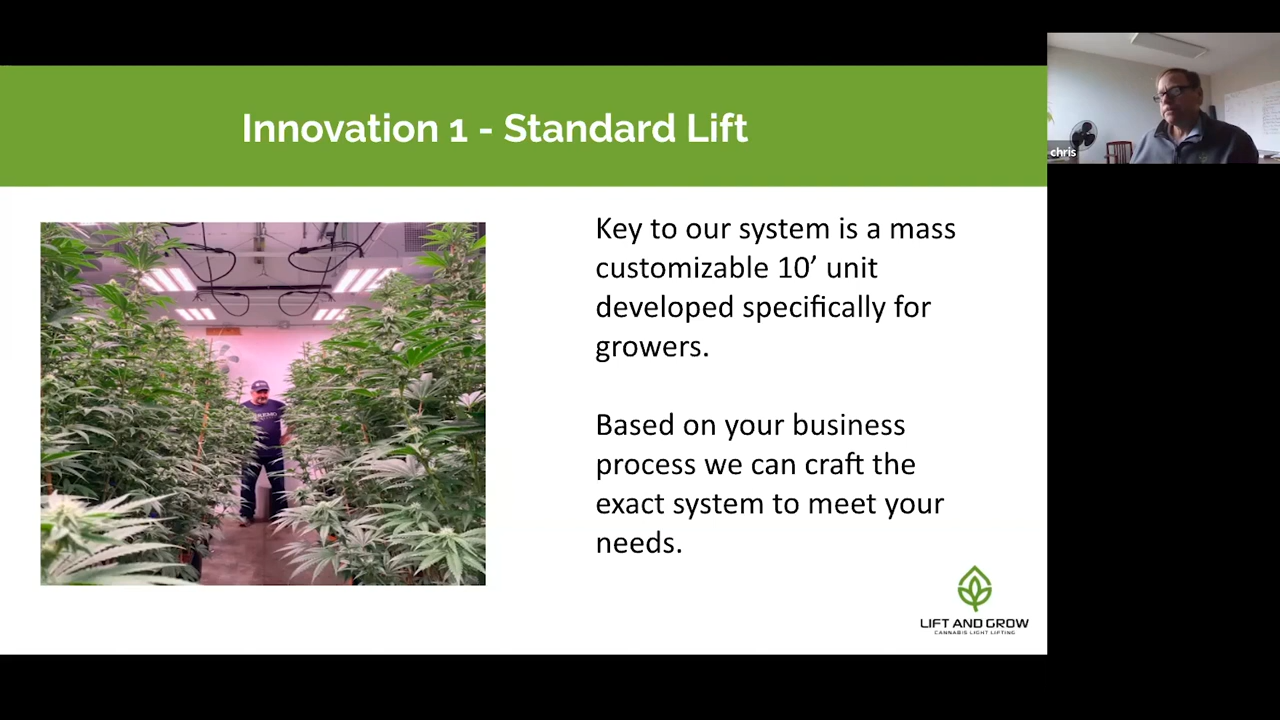 Innovation 1 - Standard Lift
chris
Key to our system is a mass
customizable 10’ unit
developed specifically for
growers.
Based on your business
process we can craft the
exact system to meet your
needs.
LIFT AND GROW
CANNABIS LIGHT LIFTING